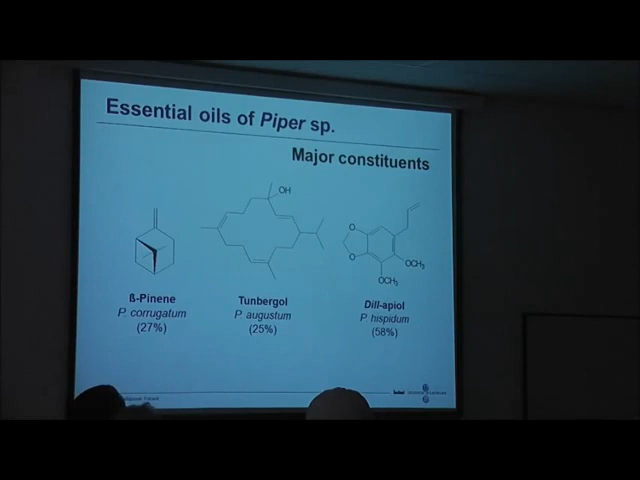 Essential oils of Piper sp.
Major constituents
OH
O
O
OCH3
OCH3
ß-Pinene
P. corrugatum
(27%)
Tunbergol
P. augustum
(25%)
Dill-apiol
P. hispidum
(58%)